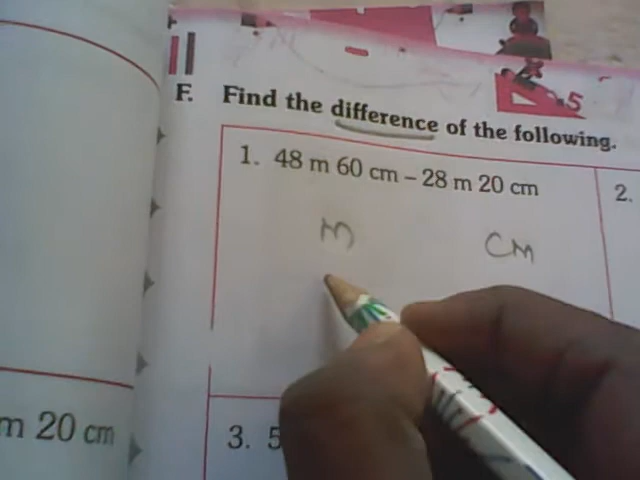 F. Find the difference of the following.
1. 48 m 60 cm – 28 m 20 cm
2.
m cm
m 20 cm
3. 5